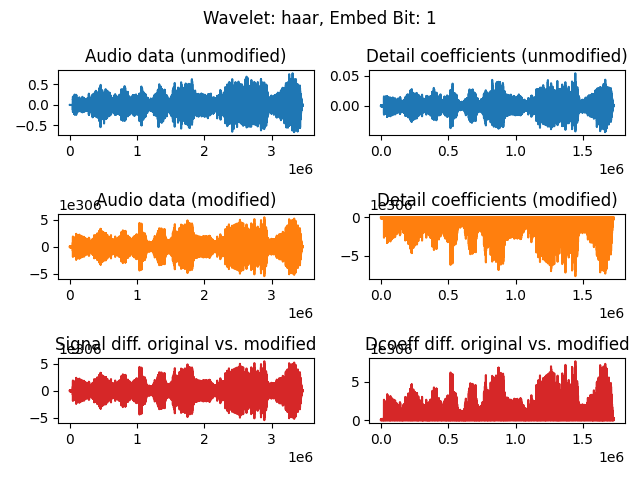 Wavelet: haar, Embed Bit: 1
Audio data (unmodified)
Detail coefficients (unmodified)
0.5
0.0
−0.5
0 1 2 3
1e6
0.05
0.00
0.0 0.5 1.0 1.5
1e6
Audio data (modified)
1e306
5
0
−5
0 1 2 3
1e6
Detail coefficients (modified)
1e306
0
−5
0.0 0.5 1.0 1.5
1e6
Signal diff. original vs. modified
1e306
5
0
−5
0 1 2 3
1e6
Dcoeff diff. original vs. modified
1e306
5
0
0.0 0.5 1.0 1.5
1e6